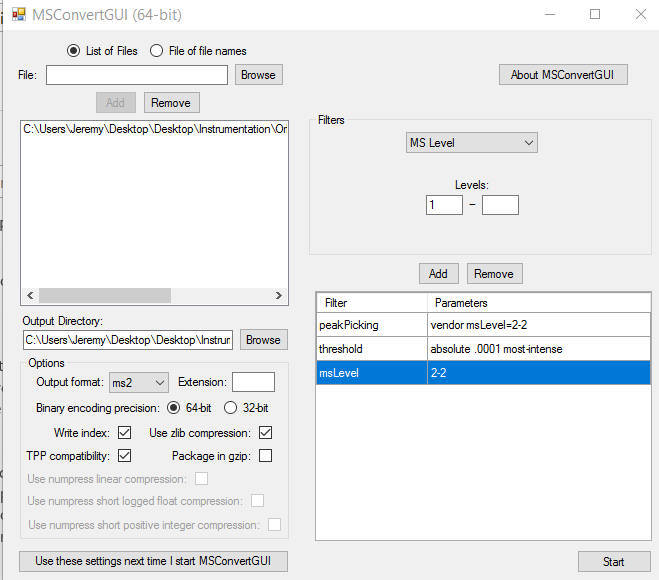 MSConvertGUI (64-bit)
List of Files
File of file names
File:
Browse
About MSConvertGUI
Add
Remove
C:\Users\Jeremy\Desktop\Desktop\Instrumentation\Or
Filters
MS Level
Levels:
1
–
Add
Remove
Filter
Parameters
peakPicking
vendor msLevel=2-2
threshold
absolute .0001 most-intense
msLevel
2-2
Output Directory:
C:\Users\Jeremy\Desktop\Desktop\Instrur
Browse
Options
Output format:
ms2
Extension:
Binary encoding precision:
64-bit
32-bit
Write index:
Use zlib compression:
TPP compatibility:
Package in gzip:
Use numpress linear compression:
Use numpress short logged float compression:
Use numpress short positive integer compression:
Use these settings next time I start MSConvertGUI
Start